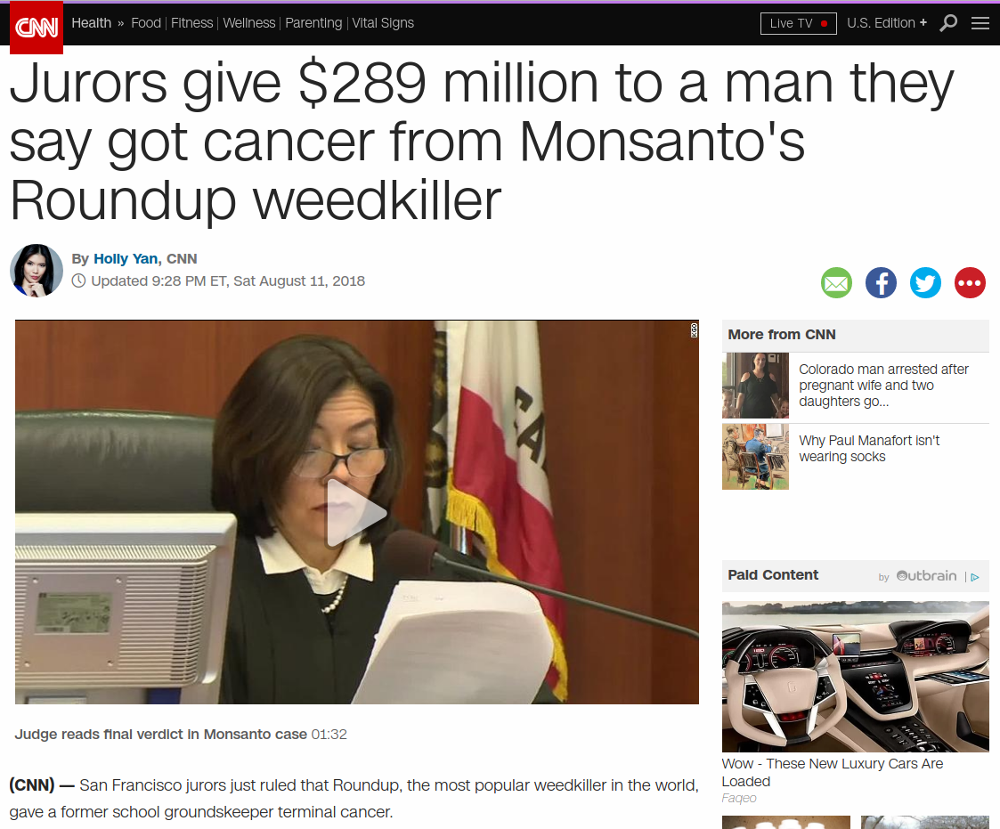 CNN Health » Food | Fitness | Wellness | Parenting | Vital Signs
Live TV U.S. Edition +
Jurors give $289 million to a man they
say got cancer from Monsanto's
Roundup weedkiller
By Holly Yan, CNN
Updated 9:28 PM ET, Sat August 11, 2018
KGO
CA
Judge reads final verdict in Monsanto case 01:32
(CNN) — San Francisco jurors just ruled that Roundup, the most popular weedkiller in the world,
gave a former school groundskeeper terminal cancer.
More from CNN
Colorado man arrested after
pregnant wife and two
daughters go...
Why Paul Manafort isn't
wearing socks
Paid Content by Outbrain |
Wow - These New Luxury Cars Are
Loaded
Faqeo